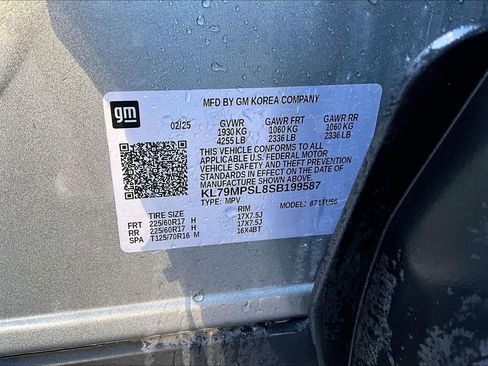 gm
MFD BY GM KOREA COMPANY
02/25 GVWR GAWR FRT GAWR RR
1930 KG 1060 KG 1060 KG
4255 LB 2336 LB 2336 LB
THIS VEHICLE CONFORMS TO ALL
APPLICABLE U.S. FEDERAL MOTOR
VEHICLE SAFETY AND THEFT PREVENTION
STANDARDS IN EFFECT ON THE DATE OF
MANUFACTURE SHOWN ABOVE.
KL79MPSL8SB199587
TYPE: MPV MODEL:
TIRE SIZE RIM
FRT 225/60R17 H 17X7.5J
RR 225/60R17 H 17X7.5J
SPA T125/70R16 M 16X4BT